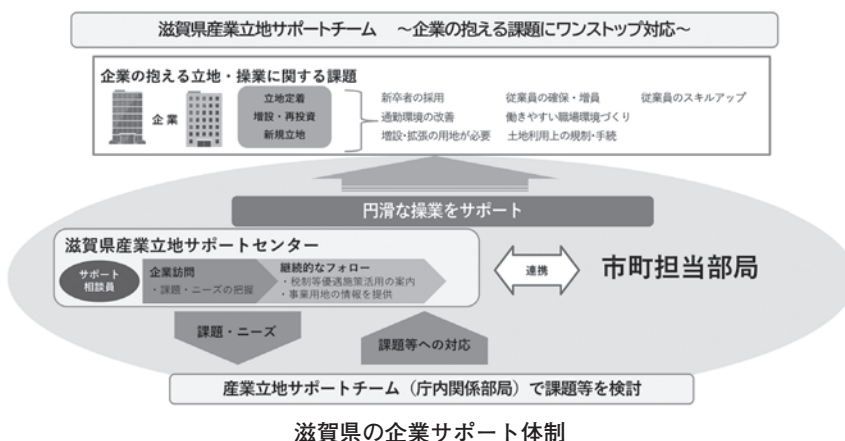 滋賀県産業立地サポートチーム　～企業の抱える課題にワンストップ対応～
企業の抱える立地・操業に関する課題
企業
立地定着
増設・再投資
新規立地
新卒者の採用　従業員の確保・増員　従業員のスキルアップ
通勤環境の改善　働きやすい職場環境づくり
増設・拡張の用地が必要　土地利用上の規制・手続
円滑な操業をサポート
滋賀県産業立地サポートセンター
サポート
相談員
企業訪問
・課題・ニーズの把握
継続的なフォロー
・税制等優遇施策活用の案内
・事業用地の情報を提供
連携
市町担当部局
課題・ニーズ
課題等への対応
産業立地サポートチーム（庁内関係部局）で課題等を検討
滋賀県の企業サポート体制